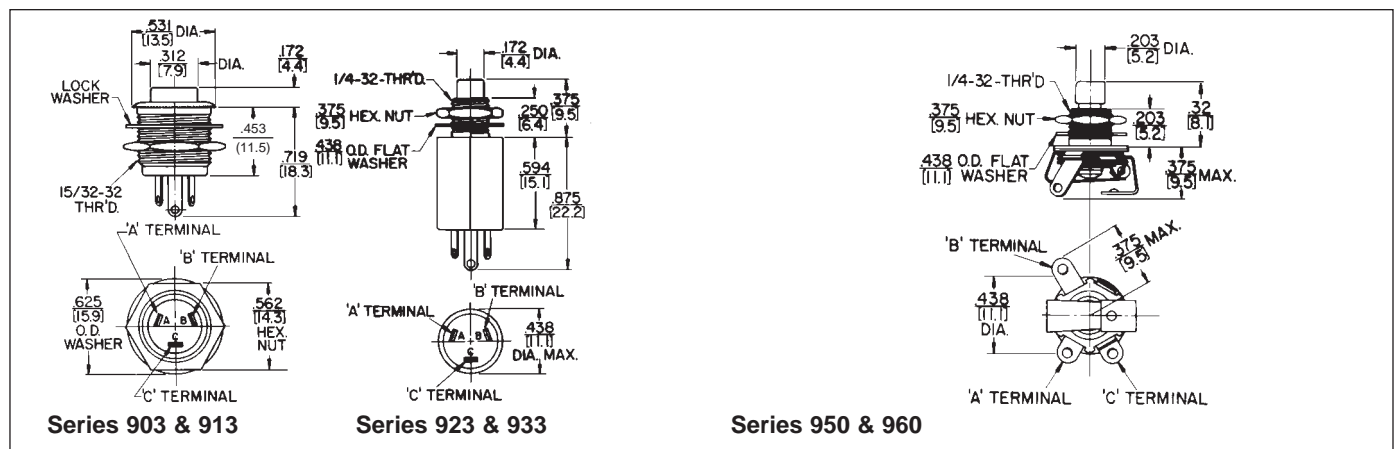 .531
[13.5] DIA.
.312
[7.9] DIA.
.172
[4.4]
LOCK
WASHER
.453
(11.5)
.719
[18.3]
15/32-32
THR'D.
'A' TERMINAL
'B' TERMINAL
.625
[15.9]
O.D.
WASHER
A B
C
.562
[14.3]
HEX.
NUT
'C' TERMINAL
Series 903 & 913
.172
[4.4] DIA.
1/4-32-THR'D.
.375
[9.5] HEX. NUT
.250
[6.4]
.375
[9.5]
.438
[11.1] O.D. FLAT
WASHER
.594
[15.1]
.875
[22.2]
'B' TERMINAL
'A' TERMINAL
A B
C
.438
[11.1]
DIA. MAX.
'C' TERMINAL
Series 923 & 933
.203
[5.2] DIA.
1/4-32-THR'D
.375
[9.5] HEX. NUT
.203
[5.2]
.32
[8.1]
.438
[11.1] O.D. FLAT
WASHER
.375
[9.5] MAX.
'B' TERMINAL
.375
[9.5] MAX.
.438
[11.1]
DIA.
'A' TERMINAL
'C' TERMINAL
Series 950 & 960